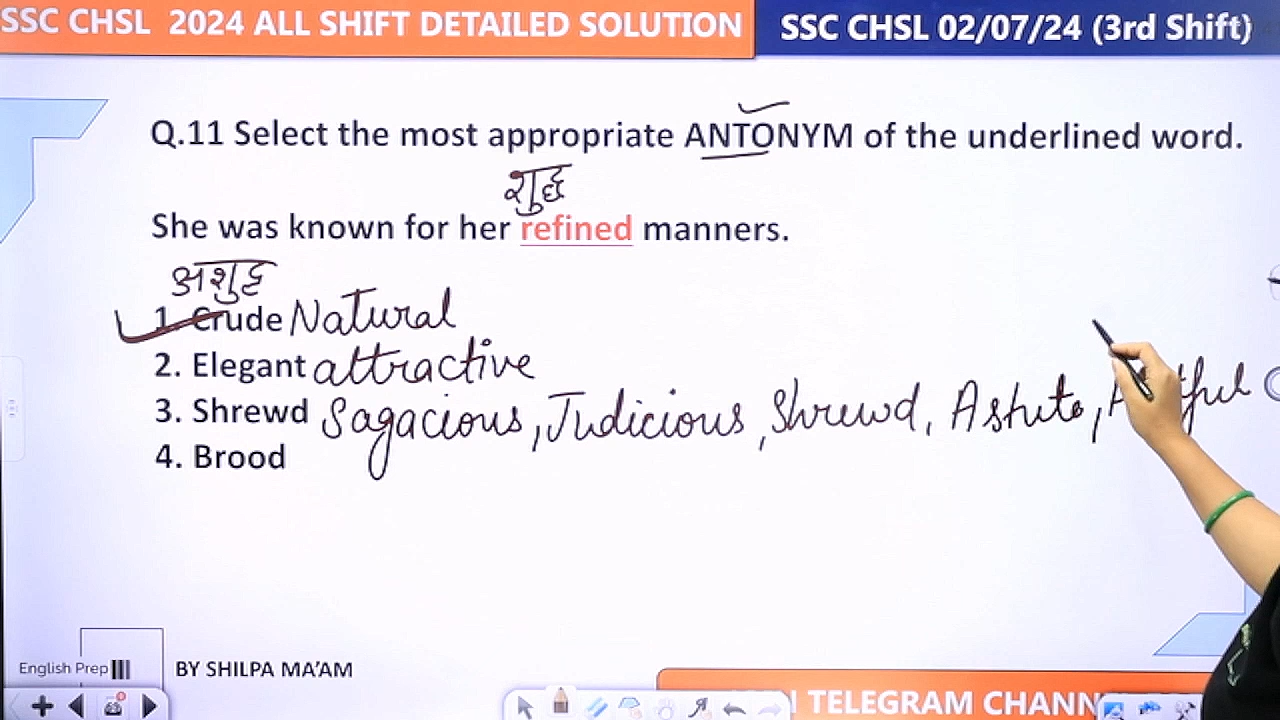 SSC CHSL 2024 ALL SHIFT DETAILED SOLUTION
SSC CHSL 02/07/24 (3rd Shift)
Q.11 Select the most appropriate ANTONYM of the underlined word.
शुद्ध
She was known for her refined manners.
अशुद्ध
1. Crude Natural
2. Elegant attractive
3. Shrewd Sagacious, Judicious, Shrewd, Astute,
4. Brood
English Prep
BY SHILPA MA'AM
TELEGRAM